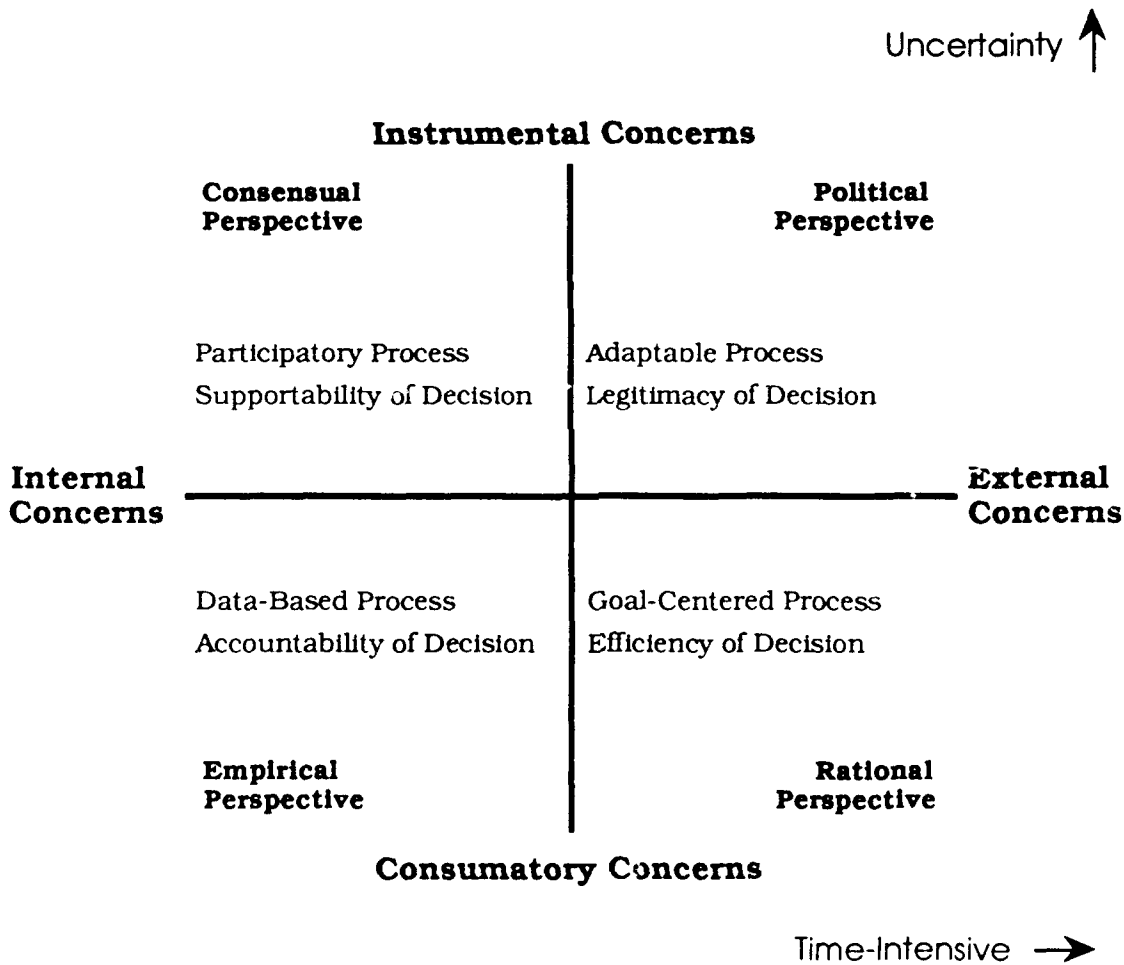 Uncertainty
Instrumental Concerns
Consensual
Perspective
Political
Perspective
Participatory Process
Supportability of Decision
Adaptable Process
Legitimacy of Decision
Internal
Concerns
External
Concerns
Data-Based Process
Accountability of Decision
Goal-Centered Process
Efficiency of Decision
Empirical
Perspective
Rational
Perspective
Consumatory Concerns
Time-Intensive